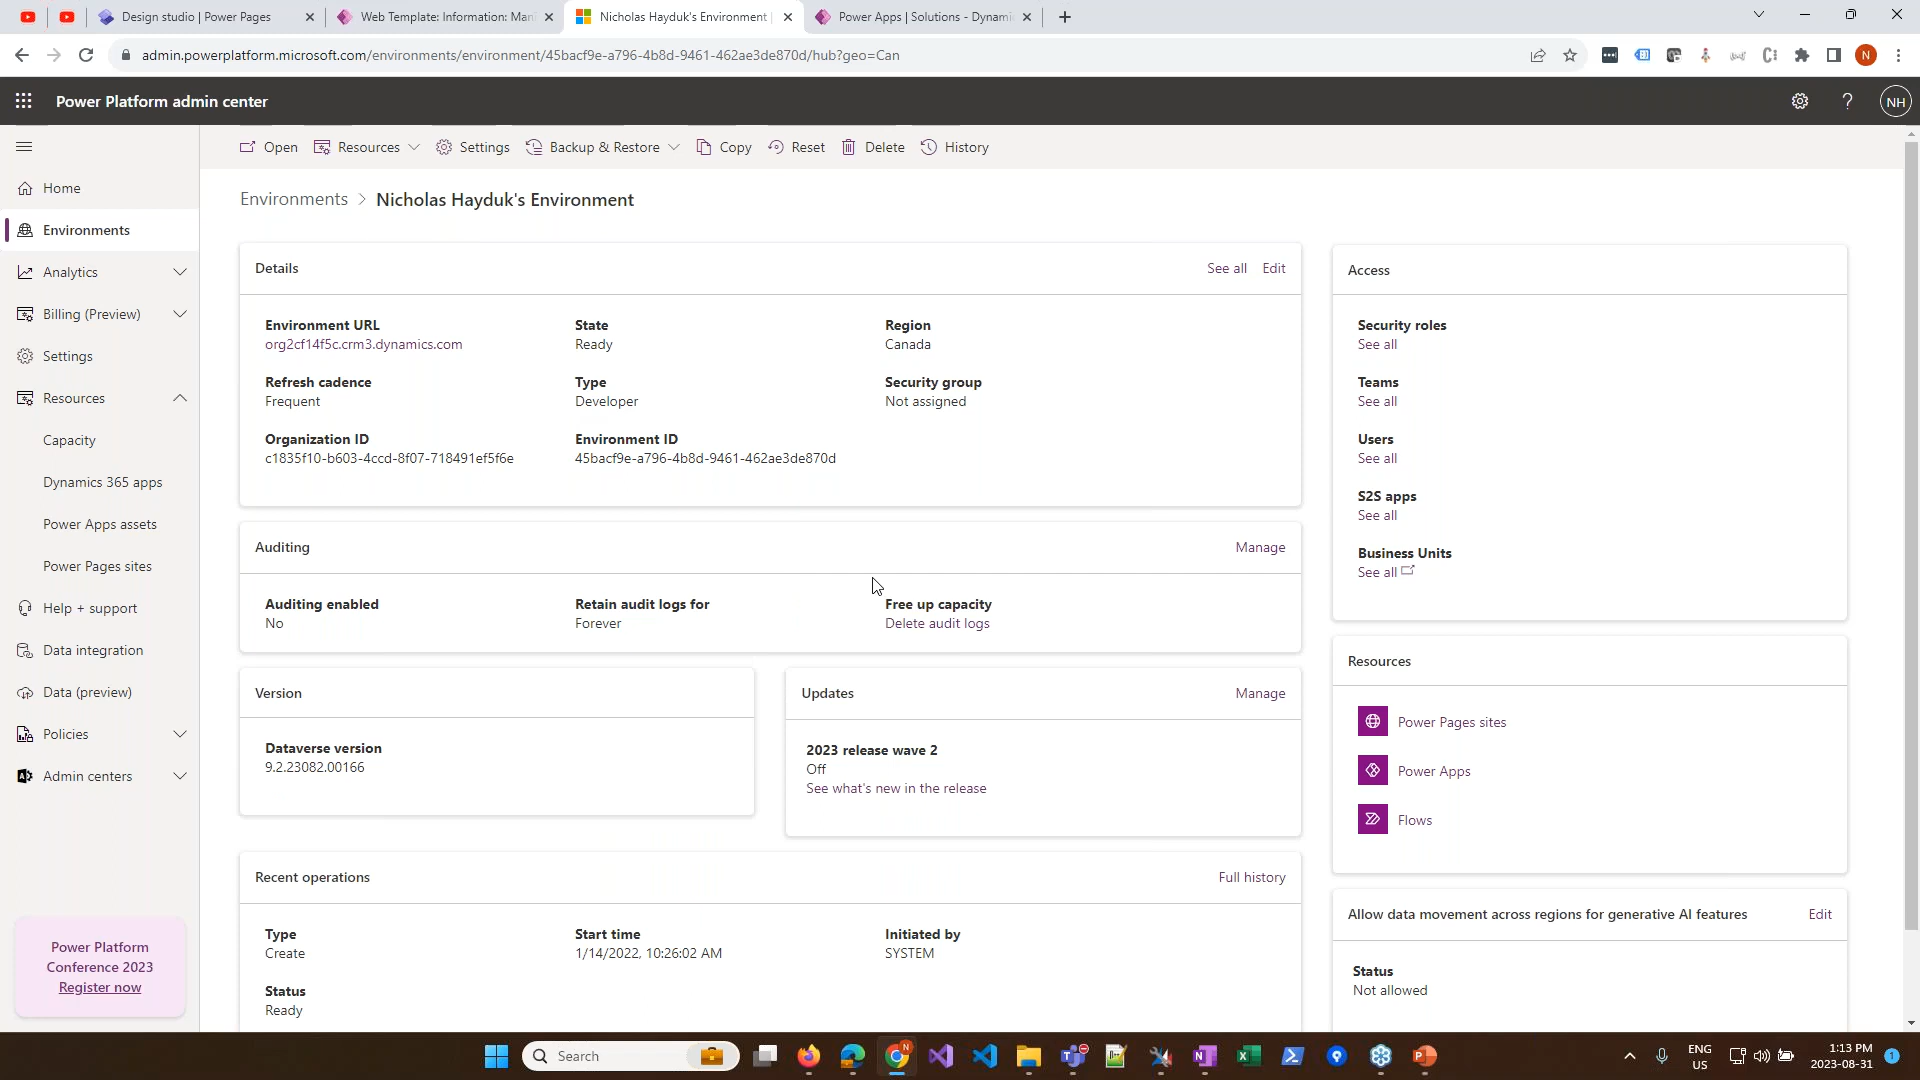 Design studio | Power Pages
Web Template: Information: Man
Nicholas Hayduk's Environment |
Power Apps | Solutions - Dynami
admin.powerplatform.microsoft.com/environments/environment/45bacf9e-a796-4b8d-9461-462ae3de870d/hub?geo=Can
N
Power Platform admin center
?
NH
Open
Resources
Settings
Backup & Restore
Copy
Reset
Delete
History
Home
Environments
Analytics
Billing (Preview)
Settings
Resources
Capacity
Dynamics 365 apps
Power Apps assets
Power Pages sites
Help + support
Data integration
Data (preview)
Policies
Admin centers
Power Platform
Conference 2023
Register now
Environments > Nicholas Hayduk's Environment
Details
See all
Edit
Environment URL
org2cf14f5c.crm3.dynamics.com
State
Ready
Region
Canada
Refresh cadence
Frequent
Type
Developer
Security group
Not assigned
Organization ID
c1835f10-b603-4ccd-8f07-718491ef5f6e
Environment ID
45bacf9e-a796-4b8d-9461-462ae3de870d
Auditing
Manage
Auditing enabled
No
Retain audit logs for
Forever
Free up capacity
Delete audit logs
Version
Dataverse version
9.2.23082.00166
Updates
Manage
2023 release wave 2
Off
See what's new in the release
Recent operations
Full history
Type
Create
Start time
1/14/2022, 10:26:02 AM
Initiated by
SYSTEM
Status
Ready
Access
Security roles
See all
Teams
See all
Users
See all
S2S apps
See all
Business Units
See all
Resources
Power Pages sites
Power Apps
Flows
Allow data movement across regions for generative AI features
Edit
Status
Not allowed
Search
ENG
US
1:13 PM
2023-08-31
1